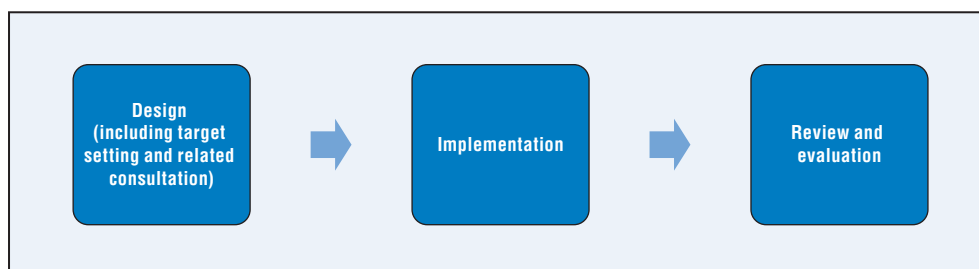 Design
(including target
setting and related
consultation)
Implementation
Review and
evaluation